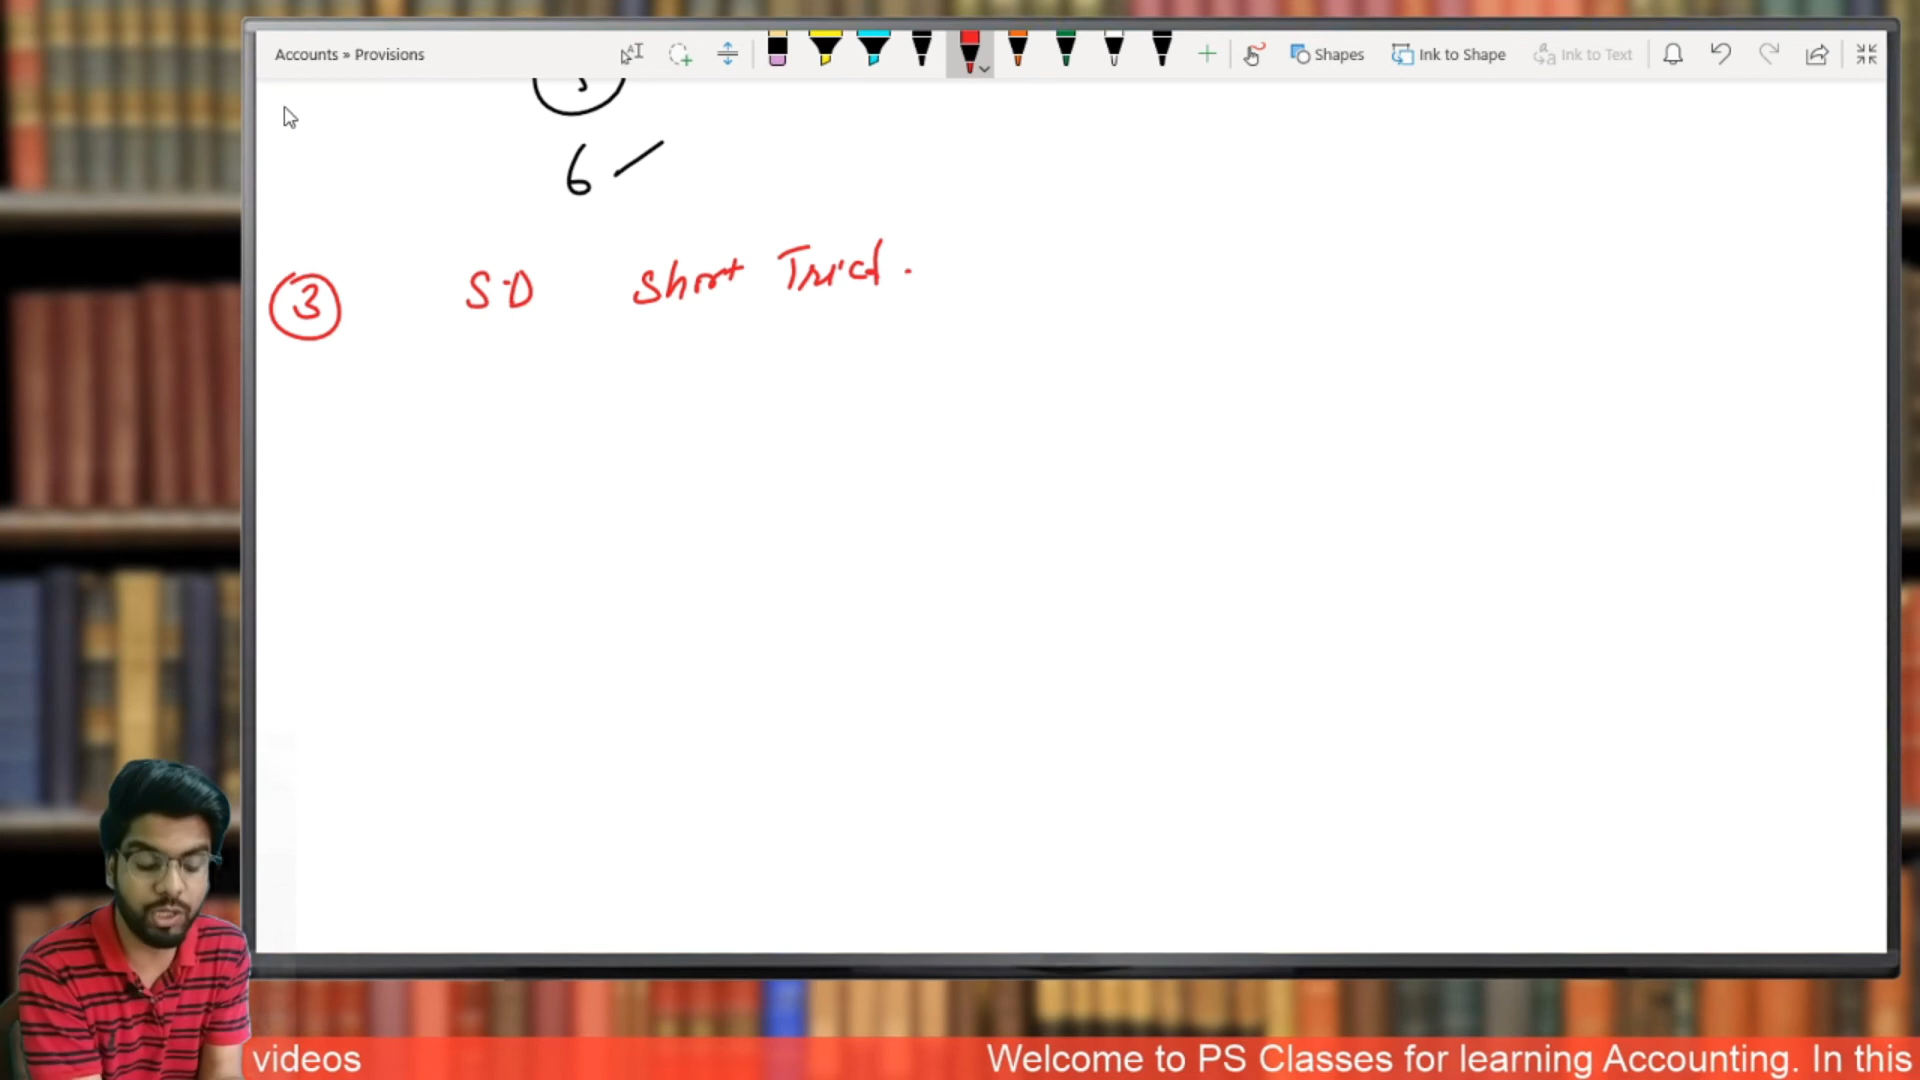 Accounts » Provisions
Shapes
Ink to Shape
Ink to Text
6
3 S.D Short Trick.
videos Welcome to PS Classes for learning Accounting. In this